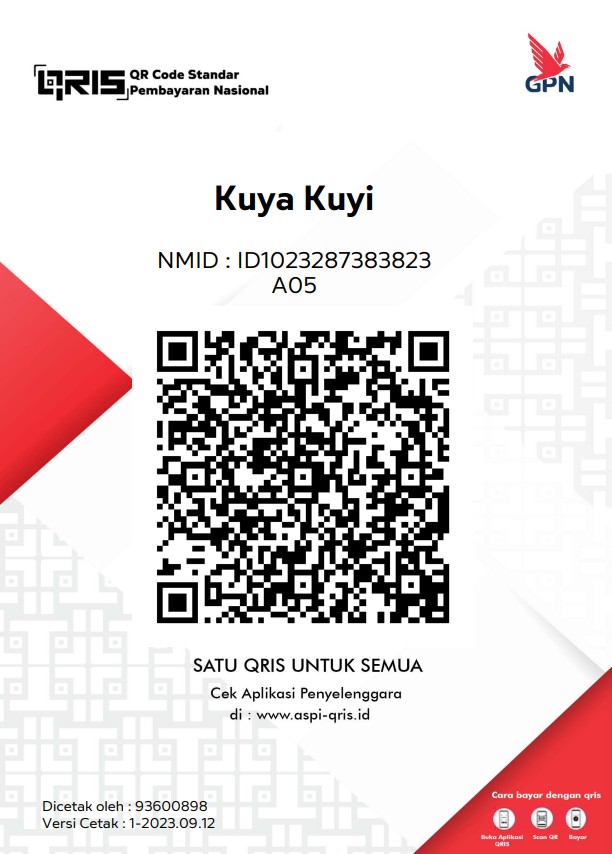 QRIS QR Code Standar
Pembayaran Nasional
GPN
Kuya Kuyi
NMID : ID1023287383823
A05
SATU QRIS UNTUK SEMUA
Cek Aplikasi Penyelenggara
di : www.aspi-qris.id
Dicetak oleh : 93600898
Versi Cetak : 1-2023.09.12
Cara bayar dengan qris
Buka Aplikasi
QRIS
Scan QR
Bayar